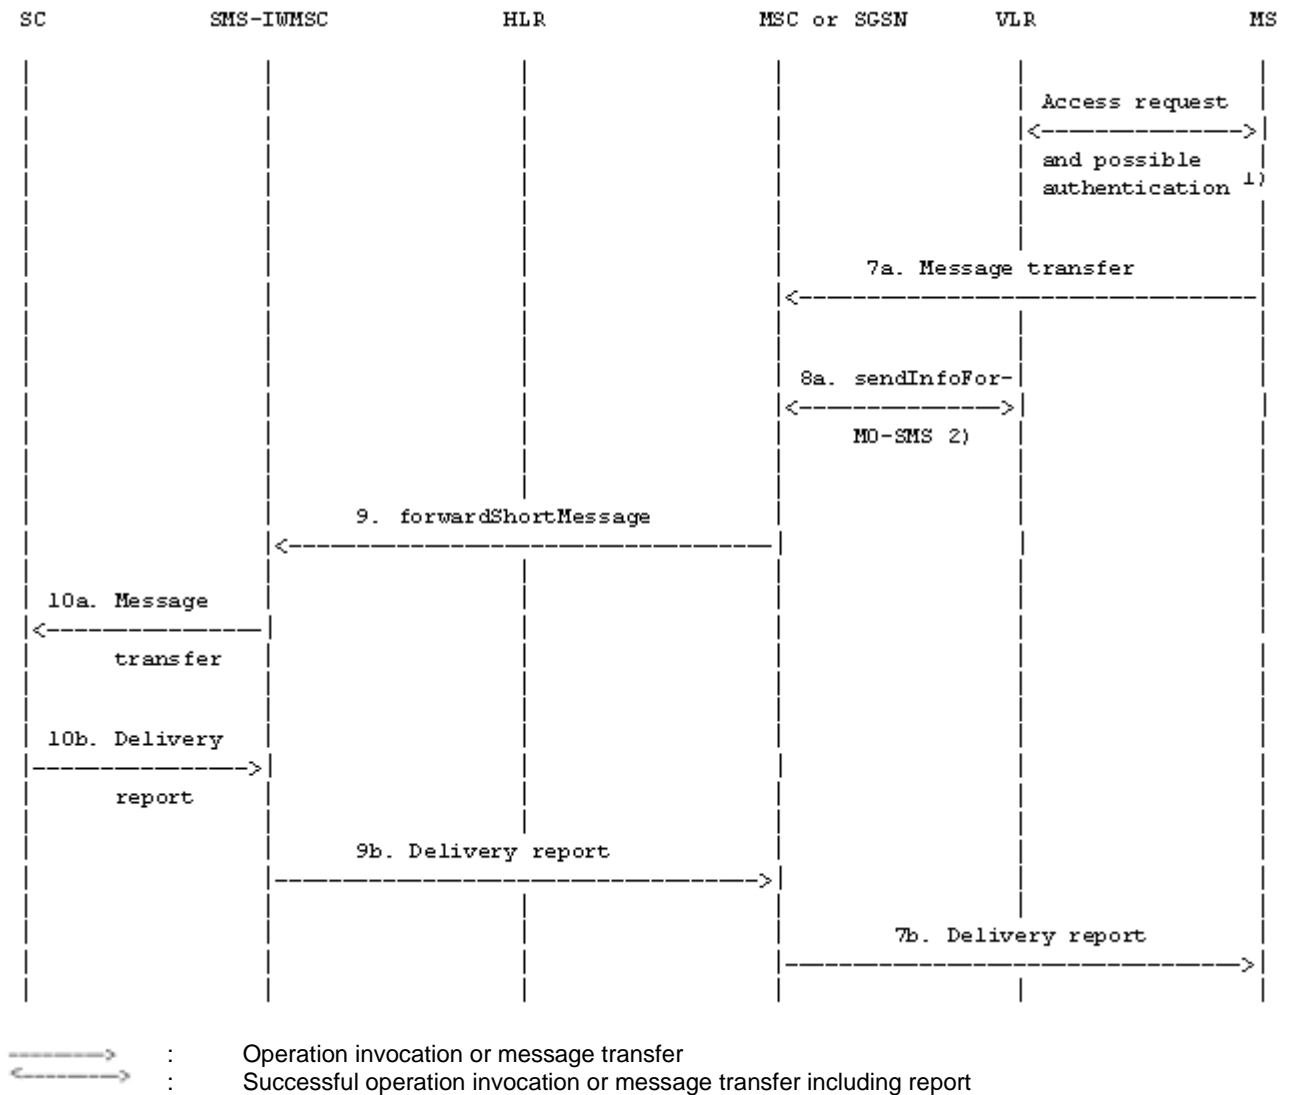 SC SMS-IWMSC HLR MSC or SGSN VLR MS
Access request
and possible
authentication 1)
7a. Message transfer
8a. sendInfoFor-
MO-SMS 2)
9. forwardShortMessage
10a. Message
transfer
10b. Delivery
report
9b. Delivery report
7b. Delivery report
: Operation invocation or message transfer
: Successful operation invocation or message transfer including report